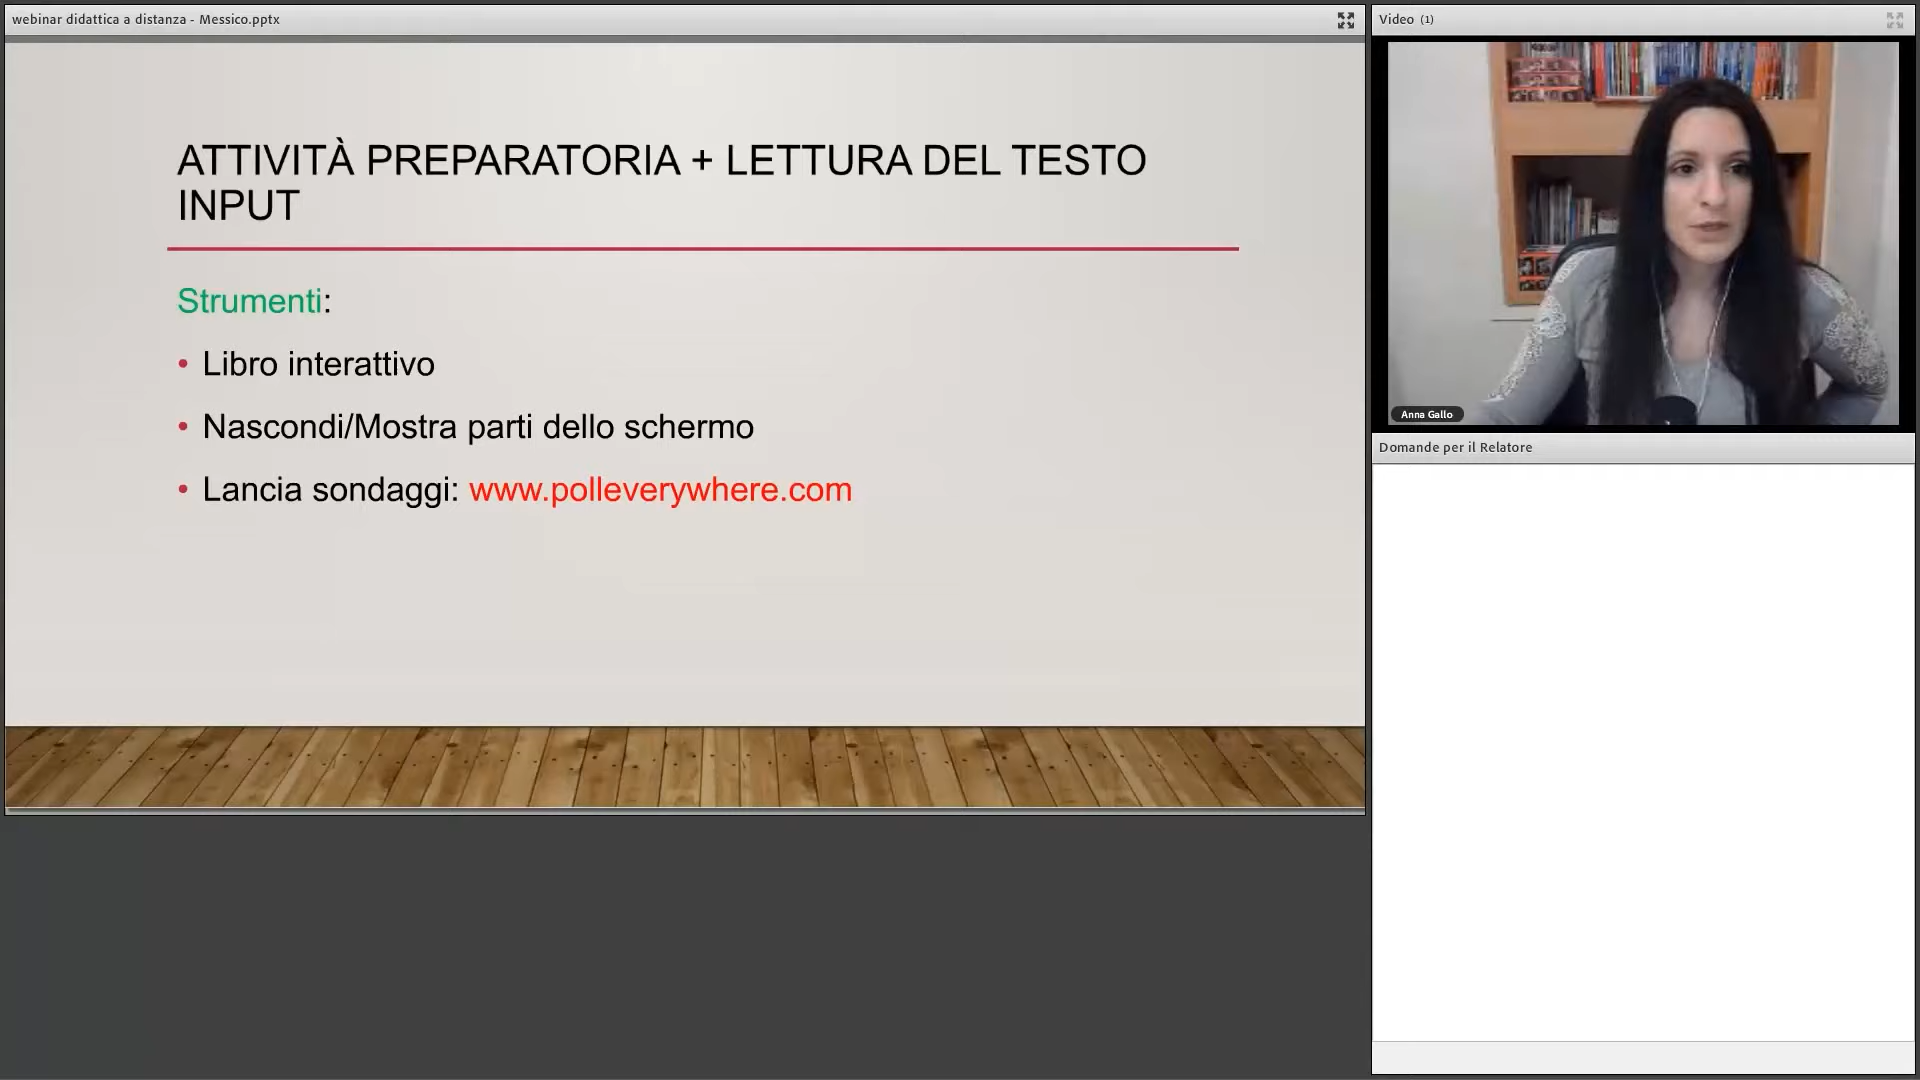 webinar didattica a distanza - Messico.pptx
ATTIVITÀ PREPARATORIA + LETTURA DEL TESTO
INPUT
Strumenti:
• Libro interattivo
• Nascondi/Mostra parti dello schermo
• Lancia sondaggi: www.polleverywhere.com
Video (1)
Anna Gallo
Domande per il Relatore